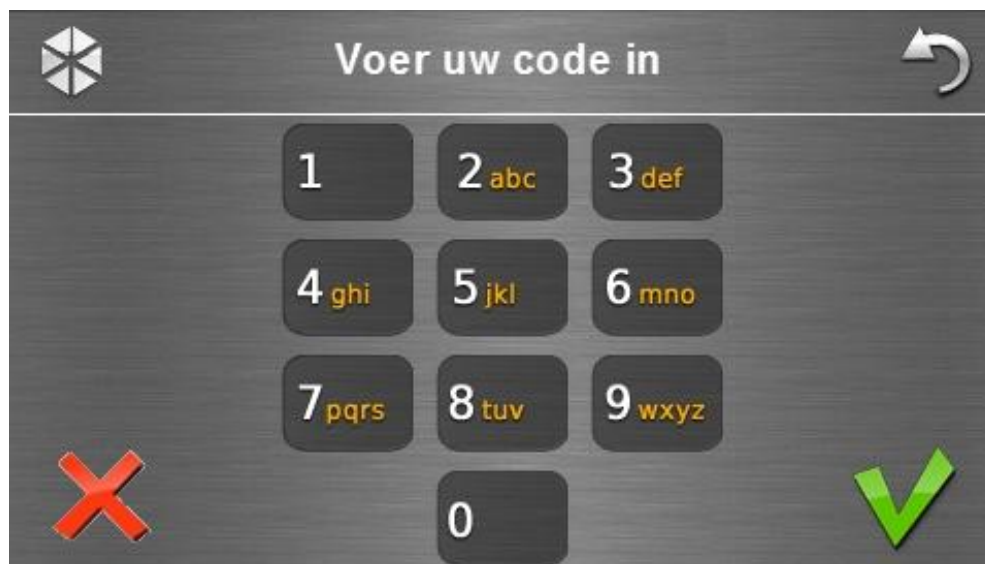 Voer uw code in
1
2 abc
3 def
4 ghi
5 jkl
6 mno
7 pqrs
8 tuv
9 wxyz
0